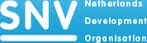 SNV
Netherlands
Development
Organisation